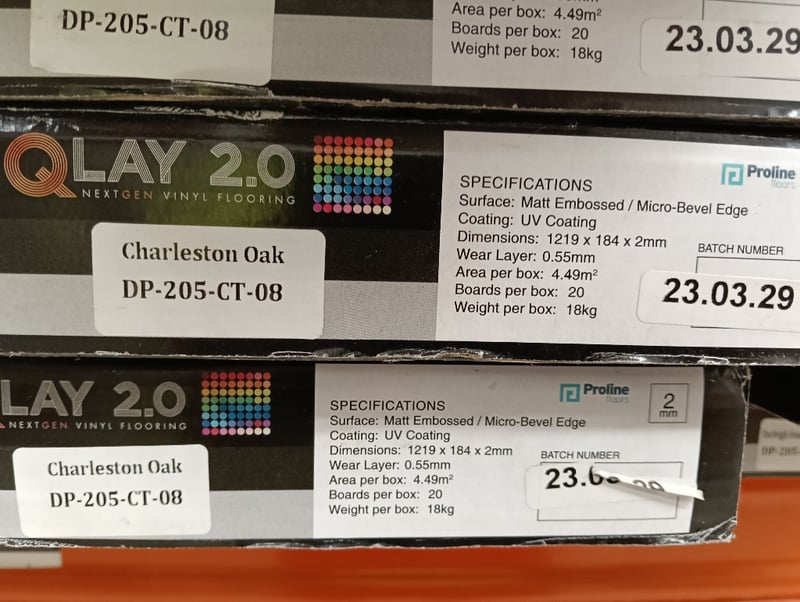 DP-205-CT-08
Area per box: 4.49m²
Boards per box: 20
Weight per box: 18kg
23.03.29
QLAY 2.0
NEXTGEN VINYL FLOORING
Charleston Oak
DP-205-CT-08
Proline
floors
SPECIFICATIONS
Surface: Matt Embossed / Micro-Bevel Edge
Coating: UV Coating
Dimensions: 1219 x 184 x 2mm
Wear Layer: 0.55mm
Area per box: 4.49m²
Boards per box: 20
Weight per box: 18kg
BATCH NUMBER
23.03.29
LAY 2.0
NEXTGEN VINYL FLOORING
Charleston Oak
DP-205-CT-08
Proline
floors
2
mm
SPECIFICATIONS
Surface: Matt Embossed / Micro-Bevel Edge
Coating: UV Coating
Dimensions: 1219 x 184 x 2mm
Wear Layer: 0.55mm
Area per box: 4.49m²
Boards per box: 20
Weight per box: 18kg
BATCH NUMBER
23.0
DP-205-